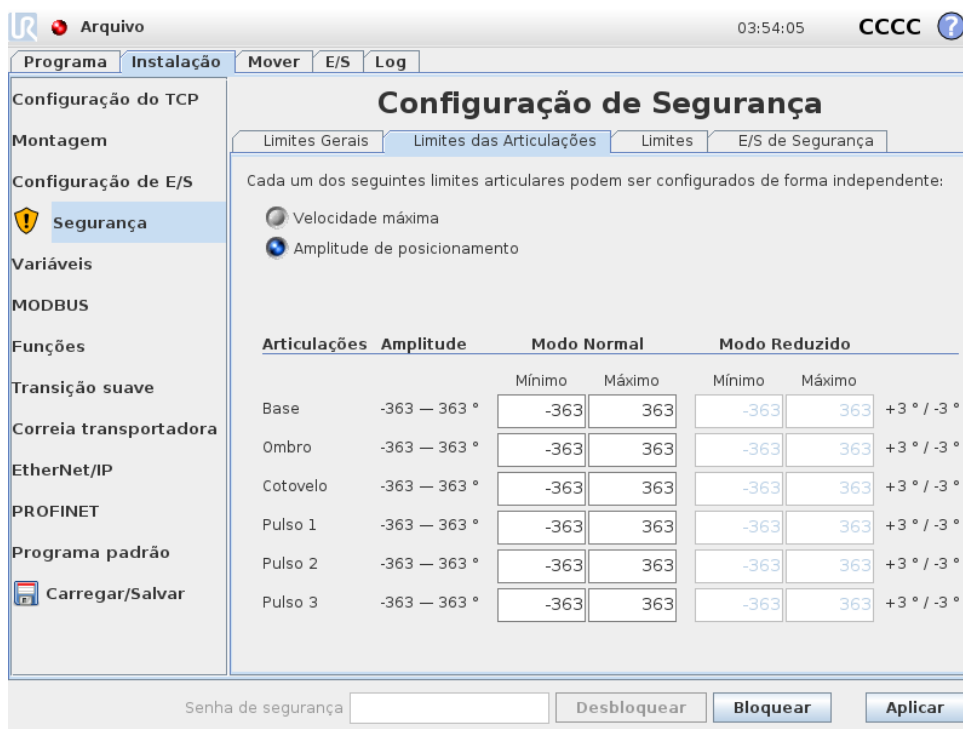 UR Arquivo 03:54:05 CCCC ?
Programa Instalação Mover E/S Log
Configuração do TCP
Montagem
Configuração de E/S
Segurança
Variáveis
MODBUS
Funções
Transição suave
Correia transportadora
EtherNet/IP
PROFINET
Programa padrão
Carregar/Salvar
Configuração de Segurança
Limites Gerais Limites das Articulações Limites E/S de Segurança
Cada um dos seguintes limites articulares podem ser configurados de forma independente:
Velocidade máxima
Amplitude de posicionamento
Articulações Amplitude Modo Normal Modo Reduzido
Mínimo Máximo Mínimo Máximo
Base -363 — 363 ° -363 363 -363 363 +3 ° / -3 °
Ombro -363 — 363 ° -363 363 -363 363 +3 ° / -3 °
Cotovelo -363 — 363 ° -363 363 -363 363 +3 ° / -3 °
Pulso 1 -363 — 363 ° -363 363 -363 363 +3 ° / -3 °
Pulso 2 -363 — 363 ° -363 363 -363 363 +3 ° / -3 °
Pulso 3 -363 — 363 ° -363 363 -363 363 +3 ° / -3 °
Senha de segurança Desbloquear Bloquear Aplicar